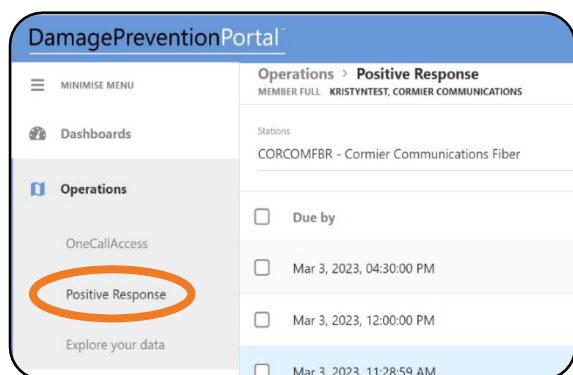 DamagePreventionPortal™
MINIMISE MENU
Dashboards
Operations
OneCallAccess
Positive Response
Explore your data
Operations > Positive Response
MEMBER FULL KRISTYNTEST, CORMIER COMMUNICATIONS
Stations
CORCOMFBR - Cormier Communications Fiber
Due by
Mar 3, 2023, 04:30:00 PM
Mar 3, 2023, 12:00:00 PM
Mar 3, 2023, 11:28:59 AM